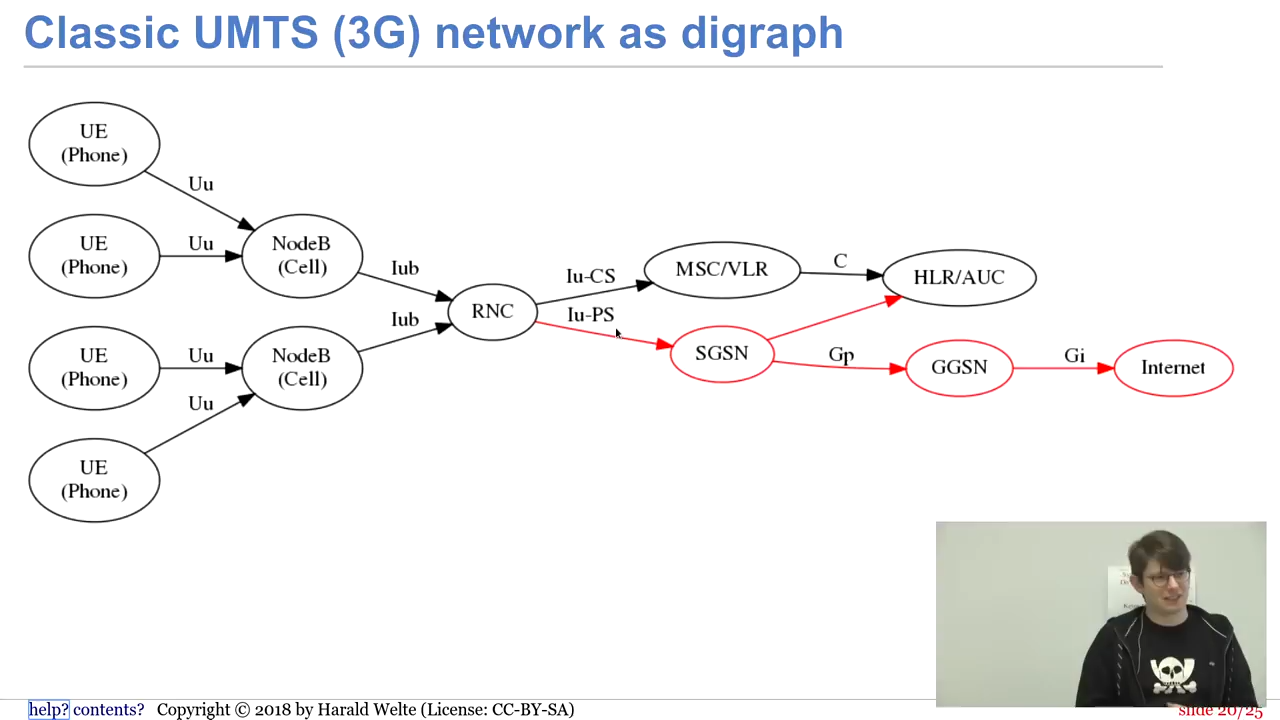 Classic UMTS (3G) network as digraph
UE
(Phone)
Uu
UE
(Phone)
Uu
NodeB
(Cell)
Iub
UE
(Phone)
Uu
NodeB
(Cell)
Iub
Uu
UE
(Phone)
RNC
Iu-CS
MSC/VLR
C
HLR/AUC
Iu-PS
SGSN
Gp
GGSN
Gi
Internet
help? contents? Copyright © 2018 by Harald Welte (License: CC-BY-SA)
slide 20/25